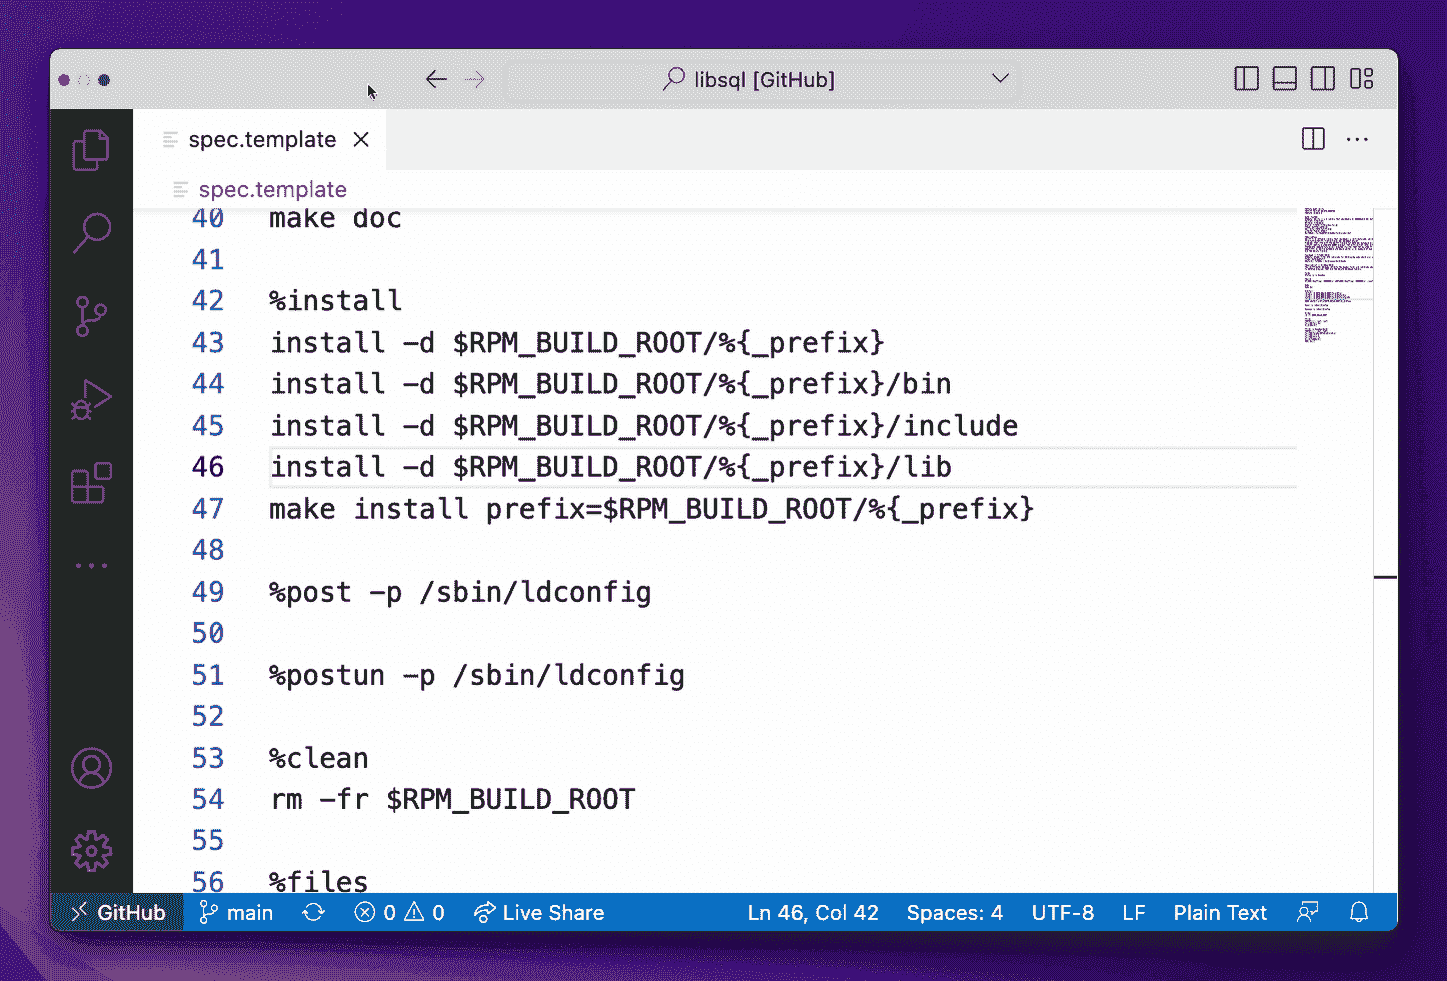 libsql [GitHub]
spec.template
spec.template
40 make doc
41
42 %install
43 install -d $RPM_BUILD_ROOT/%{_prefix}
44 install -d $RPM_BUILD_ROOT/%{_prefix}/bin
45 install -d $RPM_BUILD_ROOT/%{_prefix}/include
46 install -d $RPM_BUILD_ROOT/%{_prefix}/lib
47 make install prefix=$RPM_BUILD_ROOT/%{_prefix}
48
49 %post -p /sbin/ldconfig
50
51 %postun -p /sbin/ldconfig
52
53 %clean
54 rm -fr $RPM_BUILD_ROOT
55
56 %files
GitHub main 0 0 Live Share Ln 46, Col 42 Spaces: 4 UTF-8 LF Plain Text